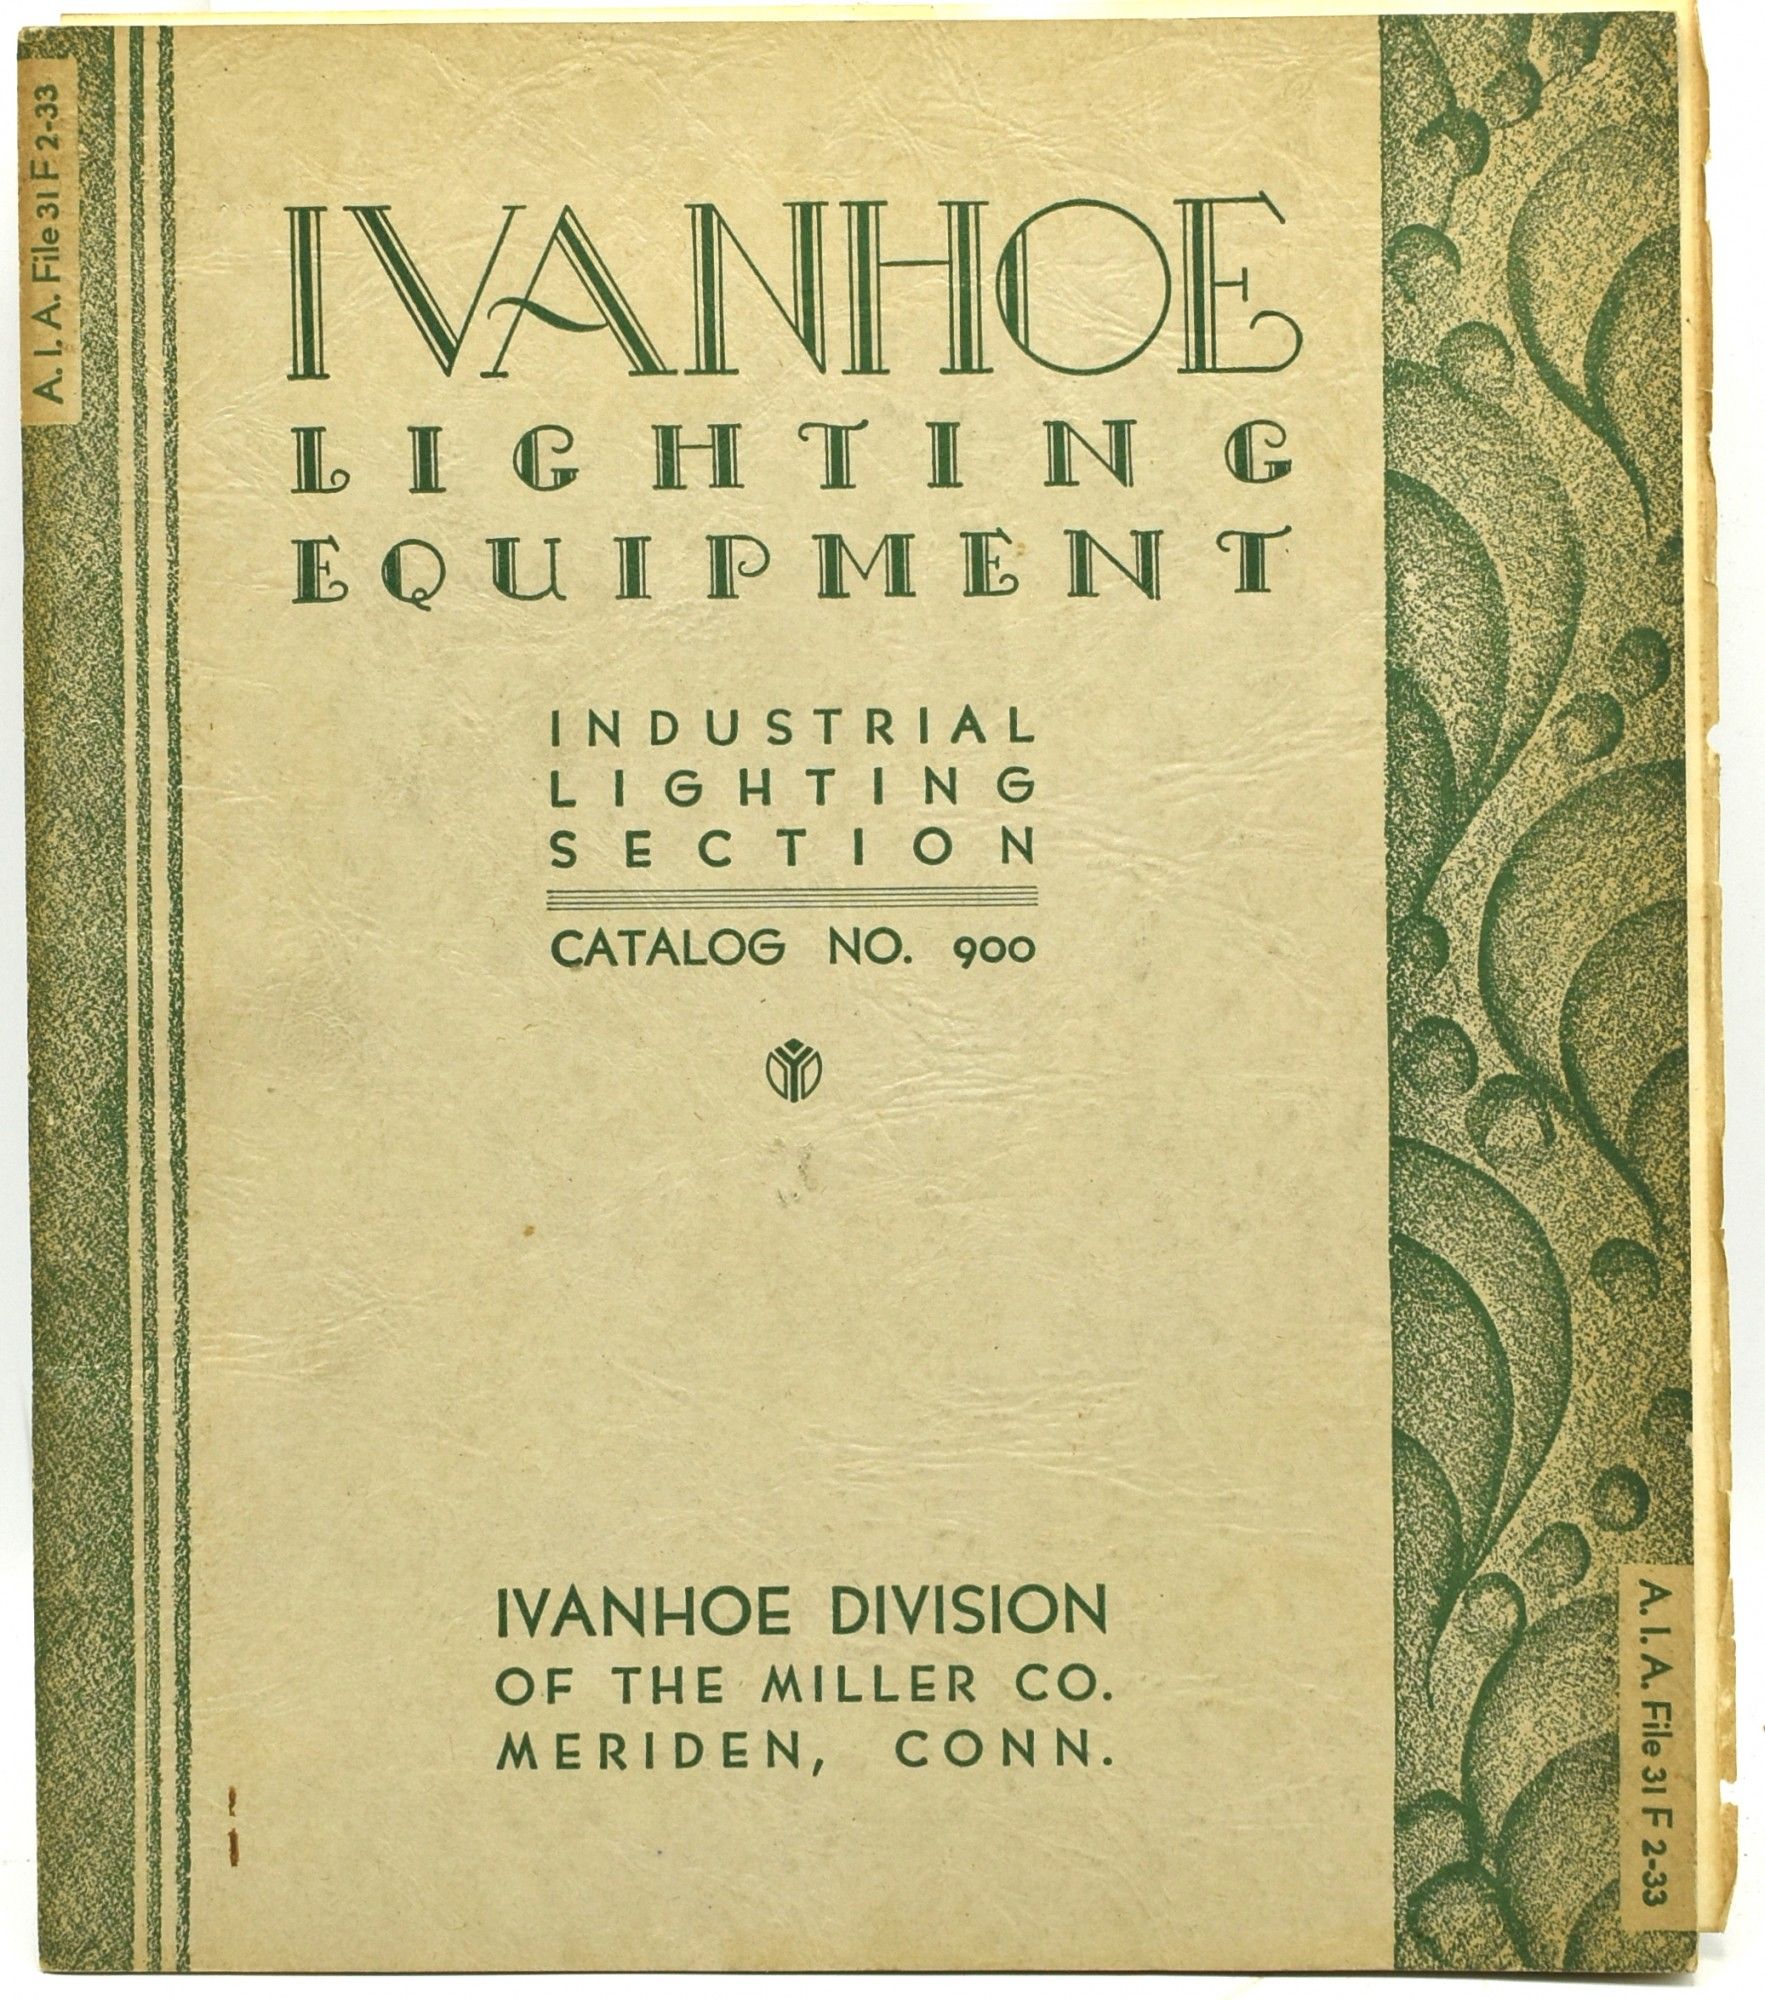 A. I. A. File 31 F 2-33
IVANHOE
LIGHTING
EQUIPMENT
INDUSTRIAL
LIGHTING
SECTION
CATALOG NO. 900
IVANHOE DIVISION
OF THE MILLER CO.
MERIDEN, CONN.
A. I. A. File 31 F 2-33